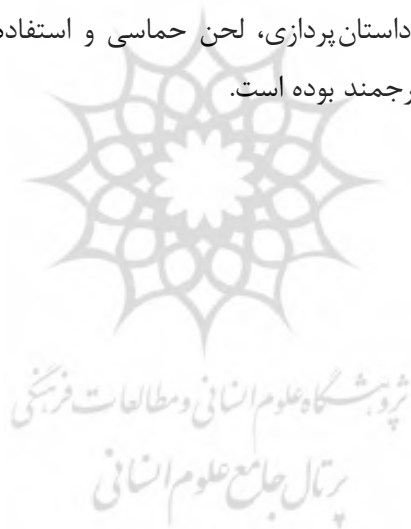 داستان‌پردازی، لحن حماسی و استفاده
رجمند بوده است.
پژوهشگاه علوم انسانی و مطالعات فرهنگی
پرتال جامع علوم انسانی